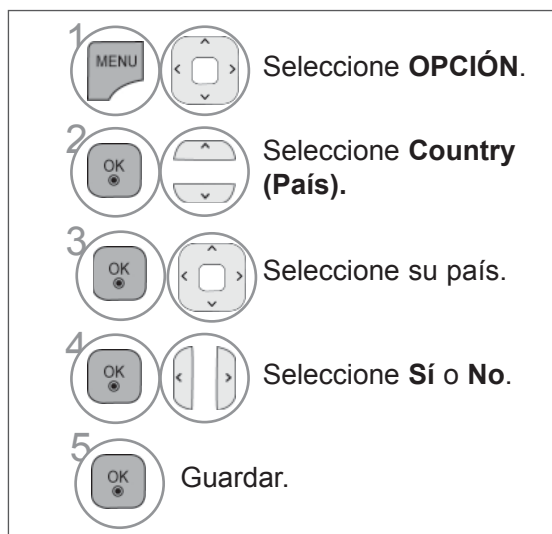 1
MENU
Seleccione OPCIÓN.
2
OK
Seleccione Country
(País).
3
OK
Seleccione su país.
4
OK
Seleccione Sí o No.
5
OK
Guardar.